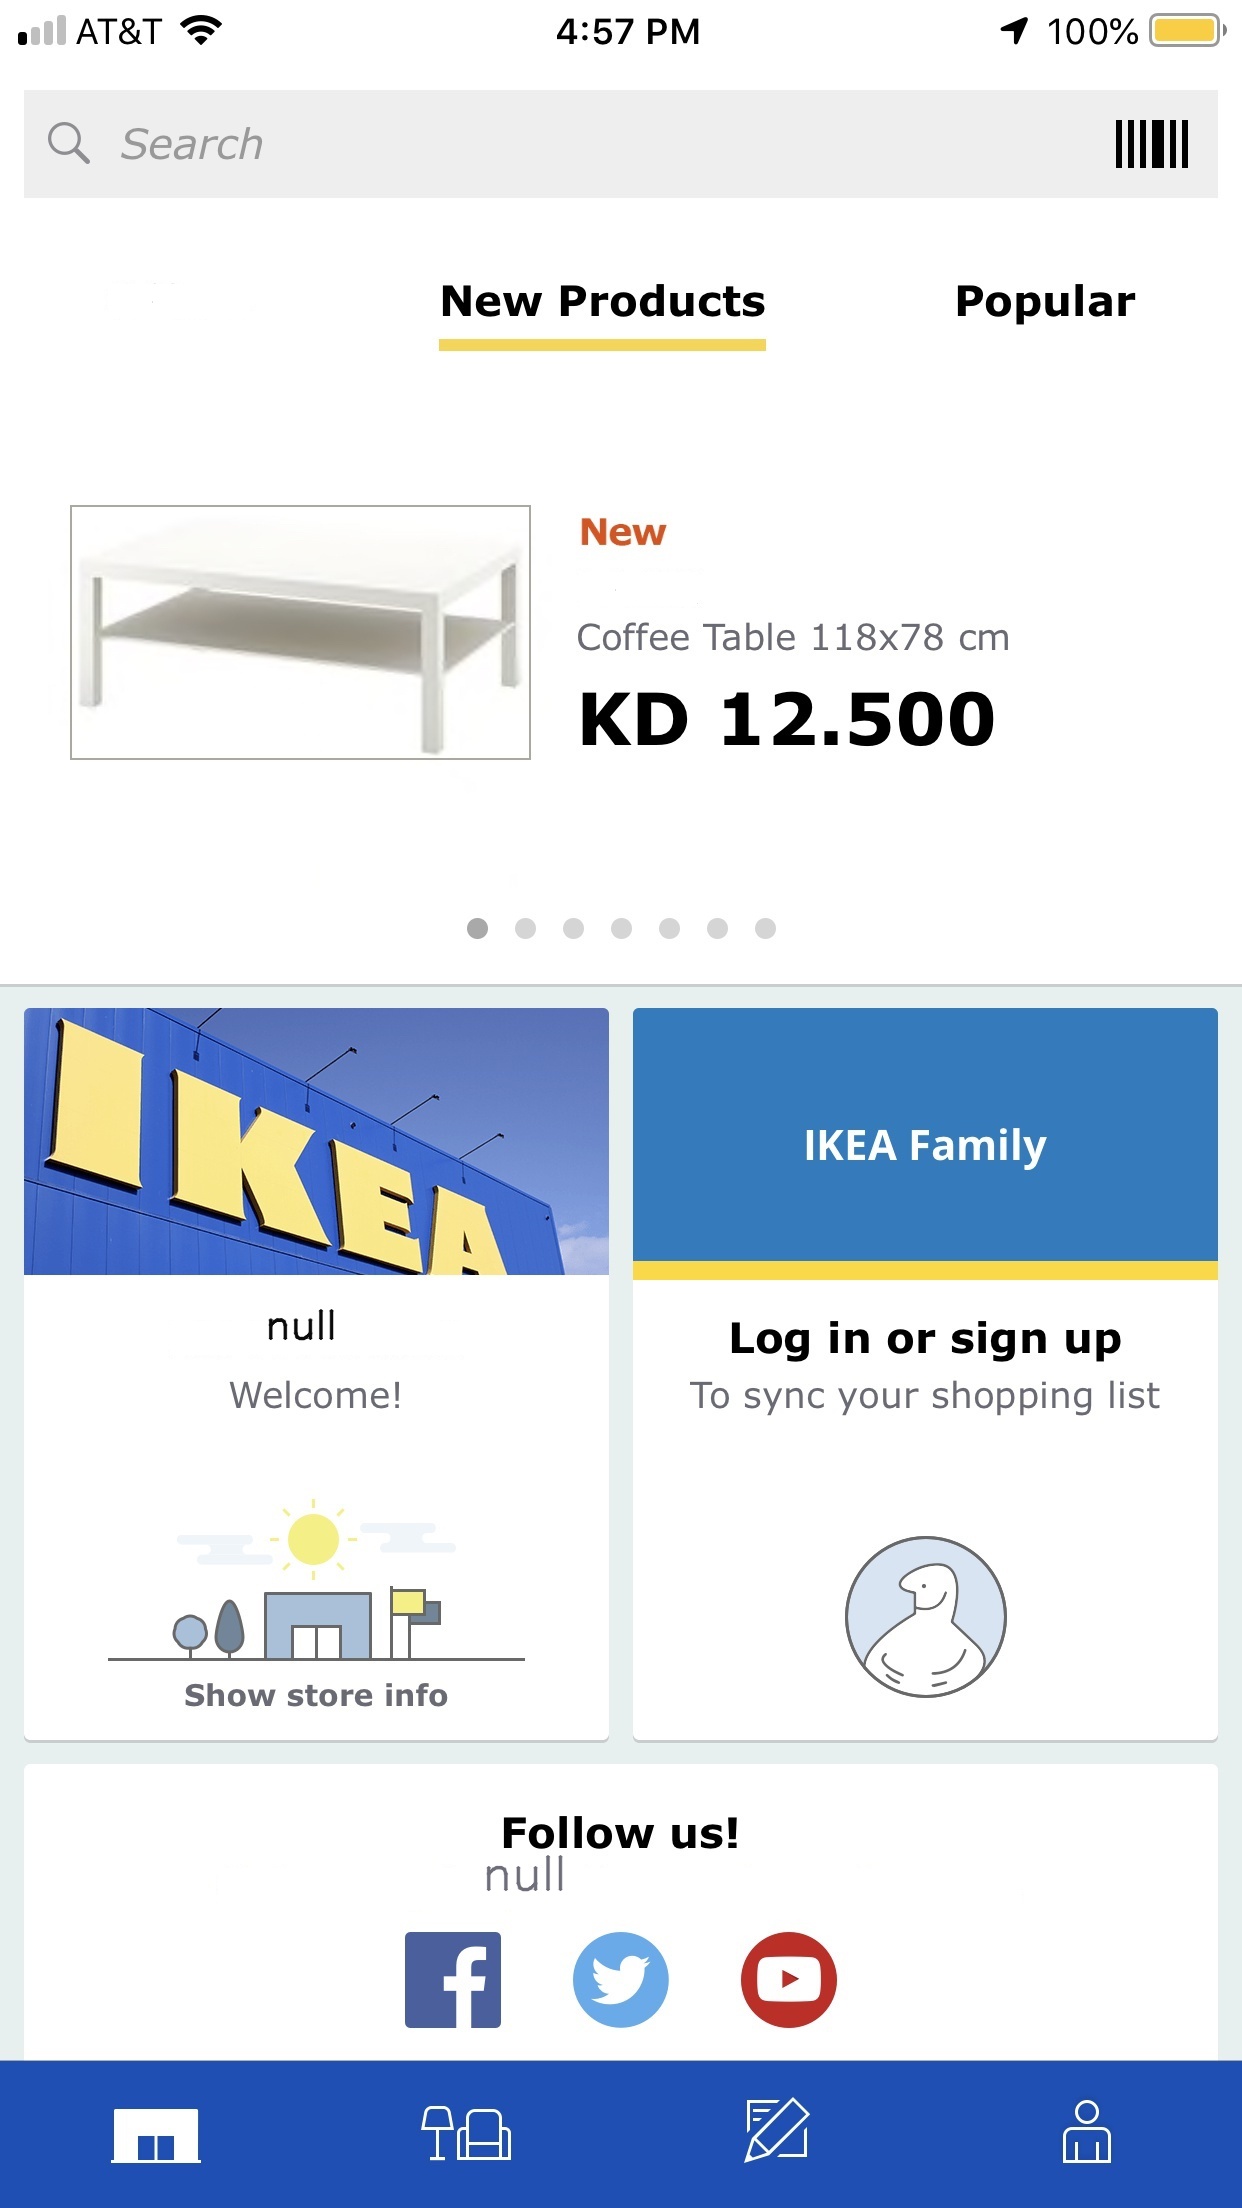 AT&T 4:57 PM 100%
Search
New Products Popular
New
Coffee Table 118x78 cm
KD 12.500
IKEA
IKEA Family
null
Welcome!
Log in or sign up
To sync your shopping list
Show store info
Follow us!
null